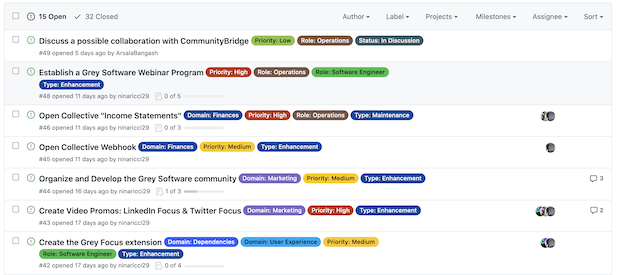 15 Open 32 Closed Author Label Projects Milestones Assignee Sort
Discuss a possible collaboration with CommunityBridge Priority: Low Role: Operations Status: In Discussion
#49 opened 5 days ago by ArsalaBangash
Establish a Grey Software Webinar Program Priority: High Role: Operations Role: Software Engineer
Type: Enhancement
#48 opened 11 days ago by ninaricci29 0 of 5
Open Collective "Income Statements" Domain: Finances Priority: High Role: Operations Type: Maintenance
#46 opened 11 days ago by ninaricci29 0 of 3
Open Collective Webhook Domain: Finances Priority: Medium Type: Enhancement
#45 opened 11 days ago by ninaricci29
Organize and Develop the Grey Software community Domain: Marketing Priority: Medium Type: Enhancement 3
#44 opened 16 days ago by ninaricci29 1 of 3
Create Video Promos: LinkedIn Focus & Twitter Focus Domain: Marketing Priority: High Type: Enhancement 2
#43 opened 17 days ago by ninaricci29
Create the Grey Focus extension Domain: Dependencies Domain: User Experience Priority: Medium
Role: Software Engineer Type: Enhancement
#42 opened 17 days ago by ninaricci29 0 of 4